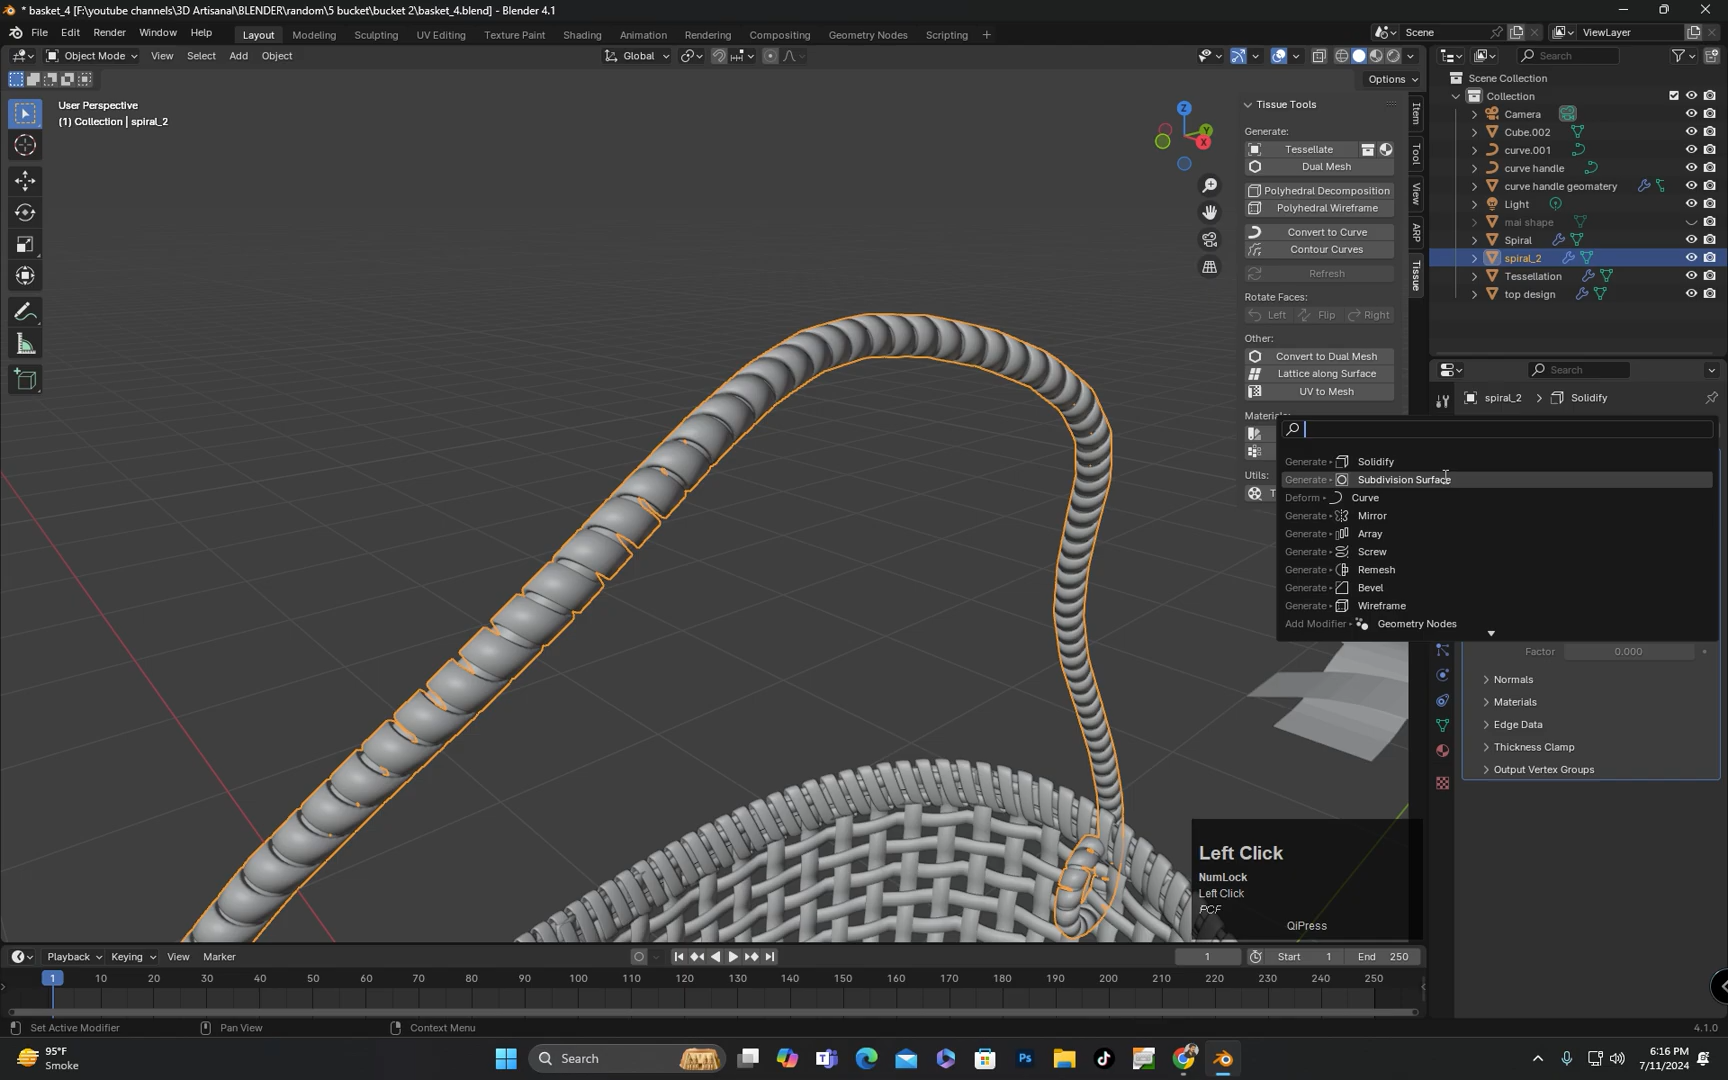 * basket_4 [F:\youtube channels\3D Artisanal\BLENDER\random\5 bucket\bucket 2\basket_4.blend] - Blender 4.1
File Edit Render Window Help
Layout Modeling Sculpting UV Editing Texture Paint Shading Animation Rendering Compositing Geometry Nodes Scripting +
Scene
ViewLayer
Object Mode View Select Add Object
Global
Search
Options
User Perspective
(1) Collection | spiral_2
Z
Y
X
Tissue Tools
Generate:
Tessellate
Dual Mesh
Polyhedral Decomposition
Polyhedral Wireframe
Convert to Curve
Contour Curves
Refresh
Rotate Faces:
Left Flip Right
Other:
Convert to Dual Mesh
Lattice along Surface
UV to Mesh
Material
Utils:
T
Item
Tool
View
ARP
Tissue
Scene Collection
Collection
Camera
Cube.002
curve.001
curve handle
curve handle geomatery
Light
mai shape
Spiral
spiral_2
Tessellation
top design
Search
spiral_2 > Solidify
Generate Solidify
Generate Subdivision Surface
Deform Curve
Generate Mirror
Generate Array
Generate Screw
Generate Remesh
Generate Bevel
Generate Wireframe
Add Modifier Geometry Nodes
Factor 0.000
Normals
Materials
Edge Data
Thickness Clamp
Output Vertex Groups
Left Click
NumLock
Left Click
QiPress
Playback Keying View Marker
1
Start 1
End 250
1 10 20 30 40 50 60 70 80 90 100 110 120 130 140 150 160 170 180 190 200 210 220 230 240 250
Set Active Modifier
Pan View
Context Menu
4.1.0
95°F
Smoke
Search
6:16 PM
7/11/2024